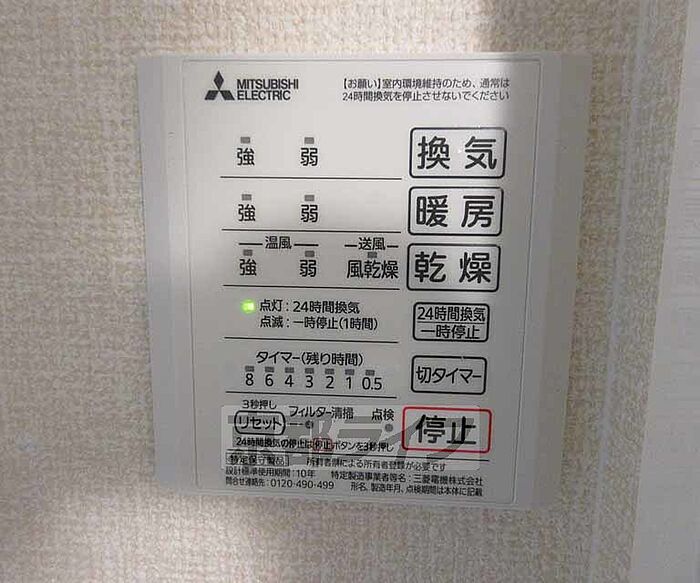 MITSUBISHI
ELECTRIC
【お願い】室内環境維持のため、通常は
24時間換気を停止させないでください
強 弱 換気
強 弱 暖房
温風 送風
強 弱 風乾燥 乾燥
点灯：24時間換気
点滅：一時停止(1時間)
24時間換気
一時停止
タイマー(残り時間)
8 6 4 3 2 1 0.5
切タイマー
3秒押し
リセット
フィルター清掃 点検
停止
24時間換気の停止は停止ボタンを3秒押し
特定保守製品 所有者票による所有者登録が必要です
設計標準使用期間:10年 特定製造事業者等名:三菱電機株式会社
問合せ連絡先:0120-490-499 形名、製造年月、点検期間は本体に記載